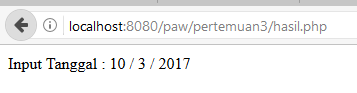 localhost:8080/paw/pertemuan3/hasil.php
Input Tanggal : 10 / 3 / 2017